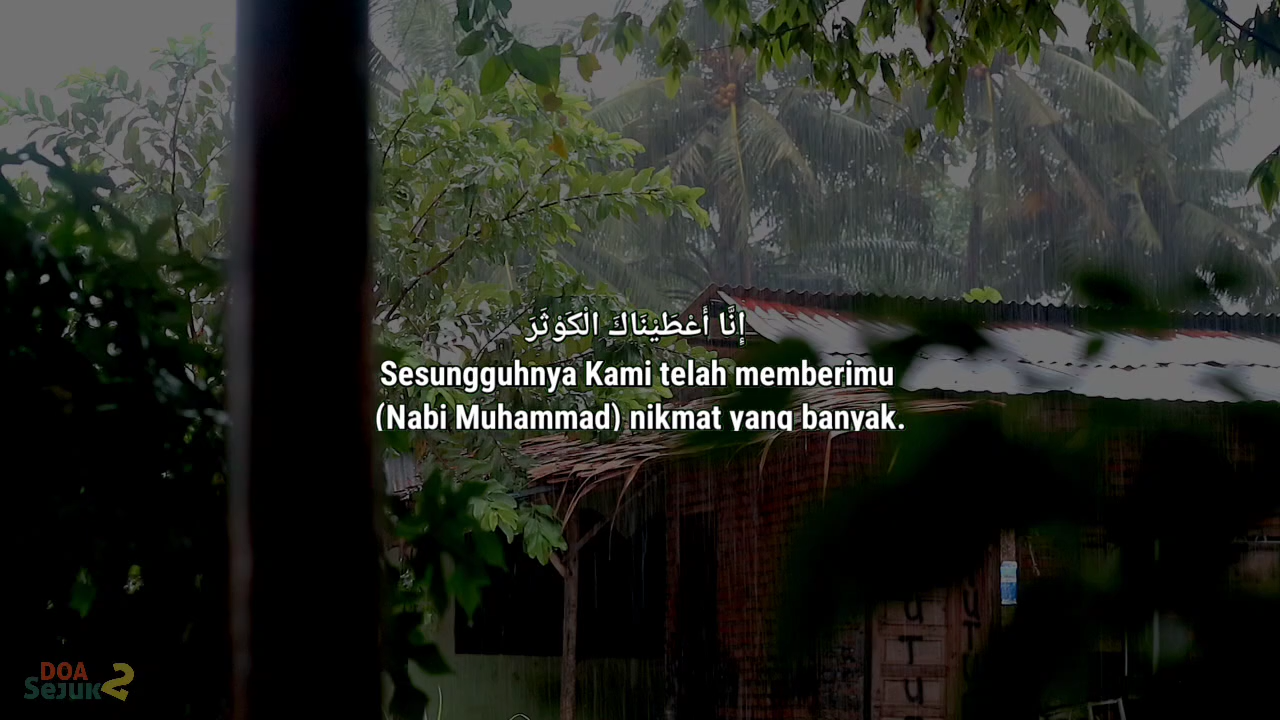 إِنَّا أَعْطَيْنَاكَ الْكَوْثَرَ
Sesungguhnya Kami telah memberimu
(Nabi Muhammad) nikmat yang banyak.
DOA
SeJUK2